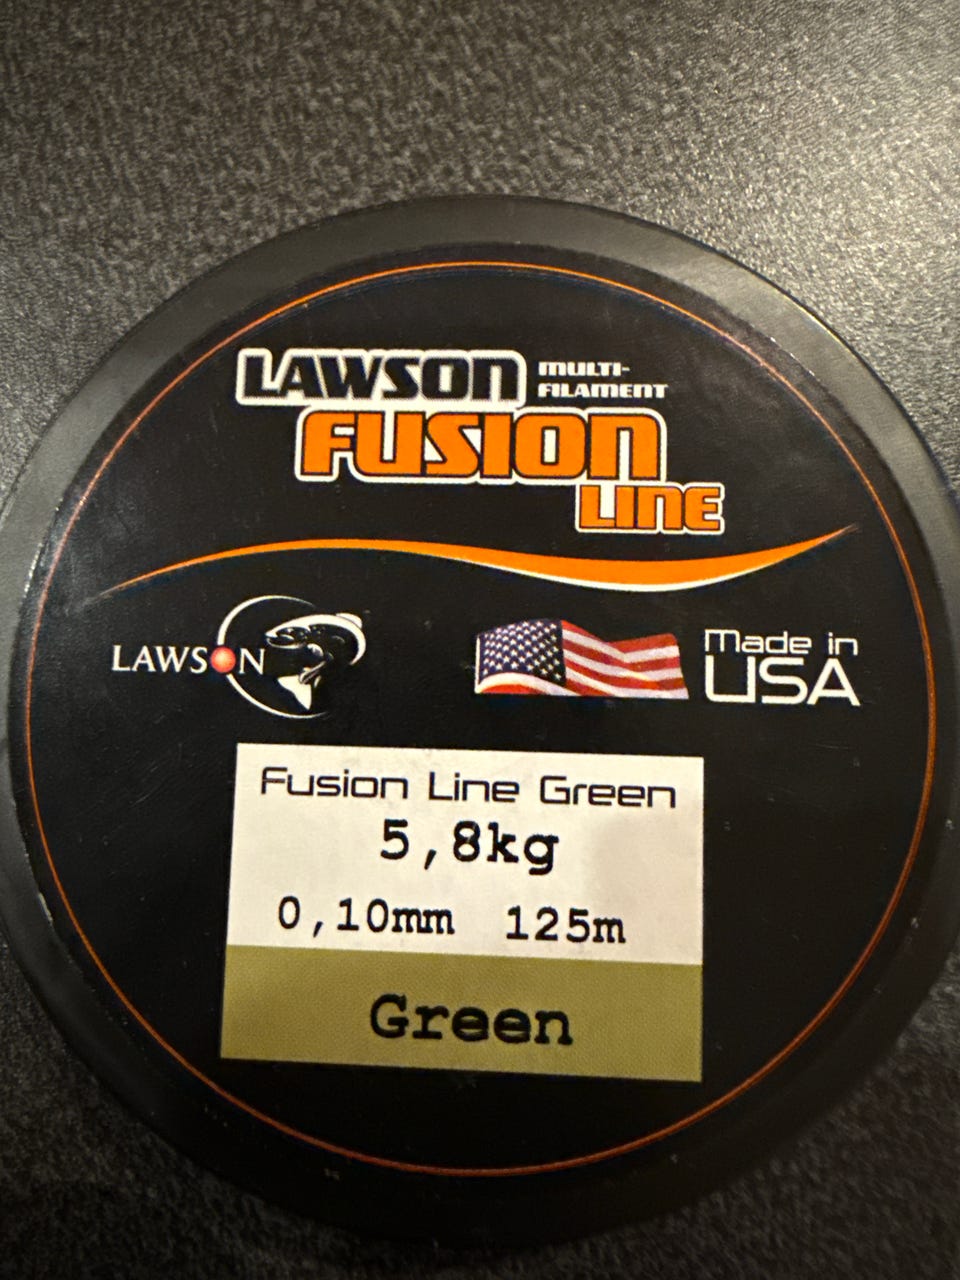 LAWSON MULTI-
FILAMENT
FUSION
LINE
LAWSON
Made in
USA
Fusion Line Green
5,8kg
0,10mm 125m
Green